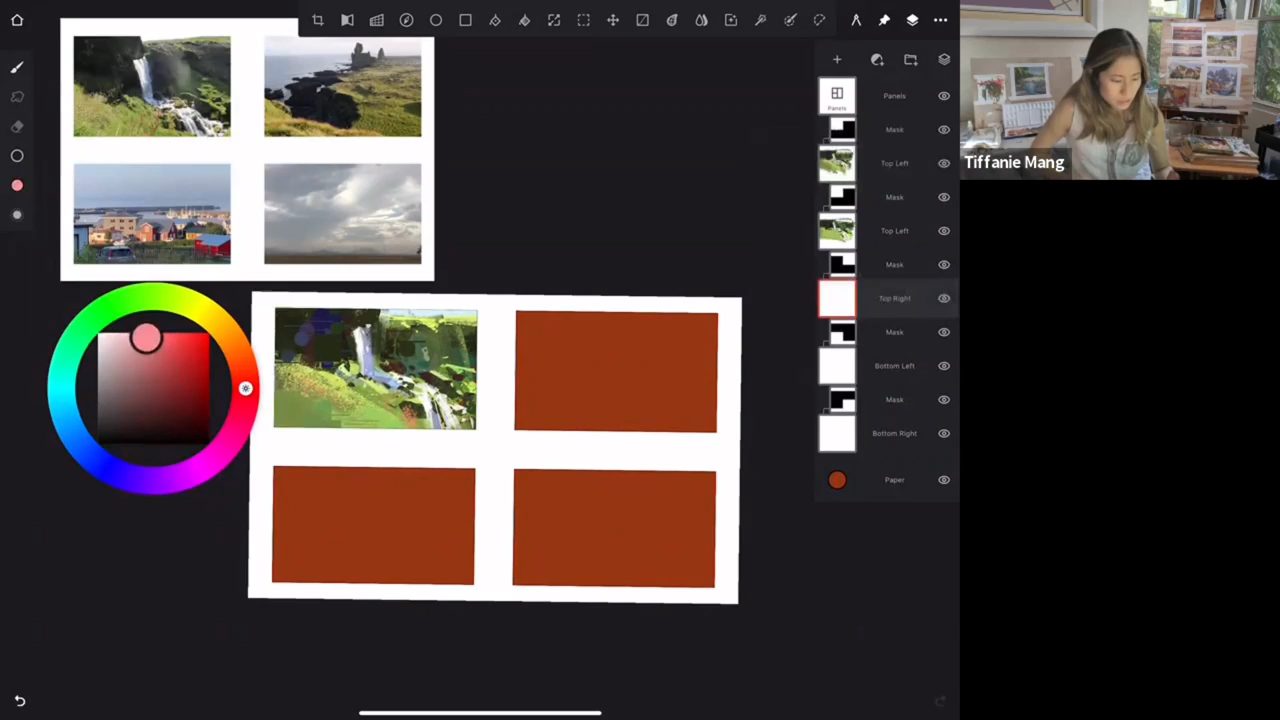 Panels
Panels
Mask
Top Left
Mask
Top Left
Mask
Top Right
Mask
Bottom Left
Mask
Bottom Right
Paper
Tiffanie Mang